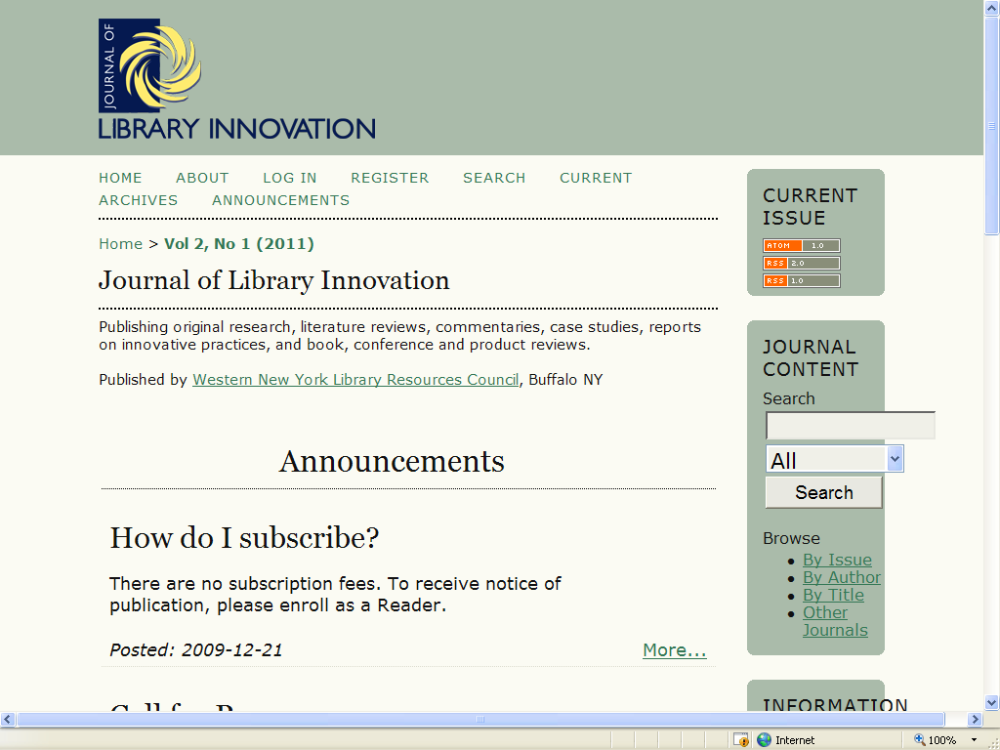 JOURNAL OF
LIBRARY INNOVATION
HOME ABOUT LOG IN REGISTER SEARCH CURRENT
ARCHIVES ANNOUNCEMENTS
Home > Vol 2, No 1 (2011)
Journal of Library Innovation
Publishing original research, literature reviews, commentaries, case studies, reports
on innovative practices, and book, conference and product reviews.
Published by Western New York Library Resources Council, Buffalo NY
Announcements
How do I subscribe?
There are no subscription fees. To receive notice of
publication, please enroll as a Reader.
Posted: 2009-12-21 More...
CURRENT
ISSUE
ATOM 1.0
RSS 2.0
RSS 1.0
JOURNAL
CONTENT
Search
All
Search
Browse
By Issue
By Author
By Title
Other
Journals
INFORMATION
Internet 100%